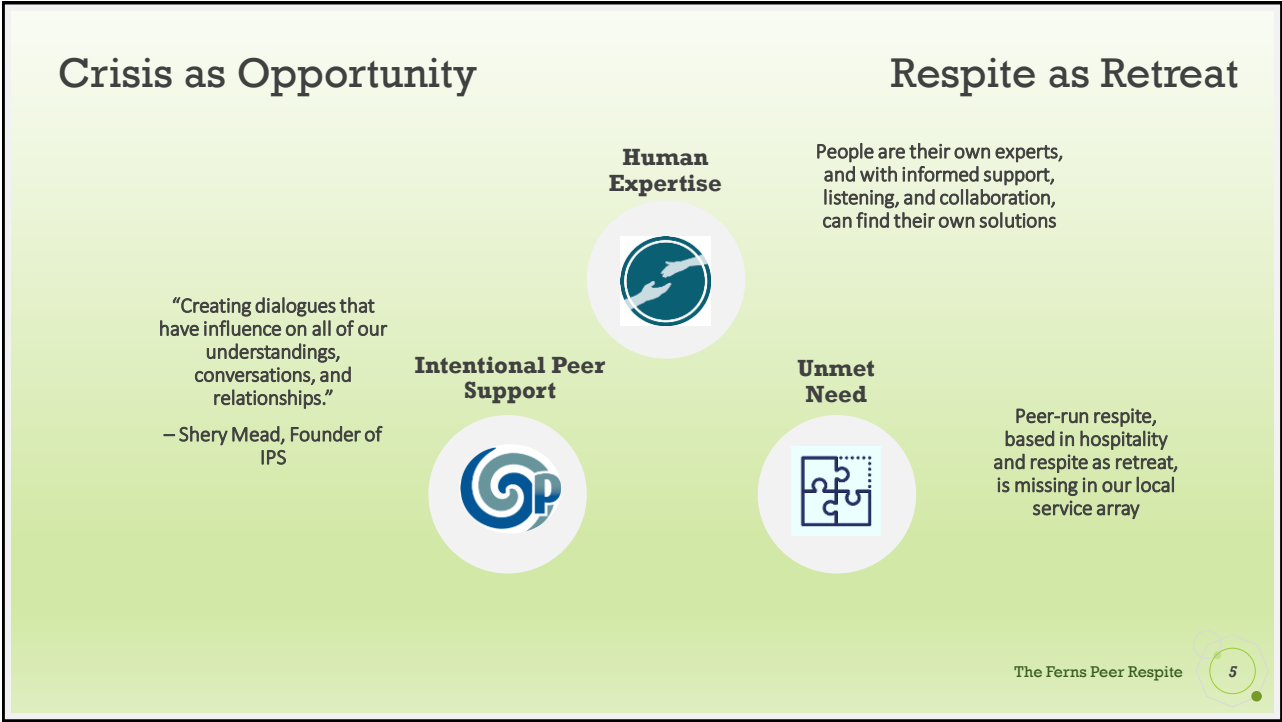 Crisis as Opportunity
Respite as Retreat
Human
Expertise
People are their own experts,
and with informed support,
listening, and collaboration,
can find their own solutions
“Creating dialogues that
have influence on all of our
understandings,
conversations, and
relationships.”
– Shery Mead, Founder of
IPS
Intentional Peer
Support
Unmet
Need
Peer-run respite,
based in hospitality
and respite as retreat,
is missing in our local
service array
The Ferns Peer Respite
5